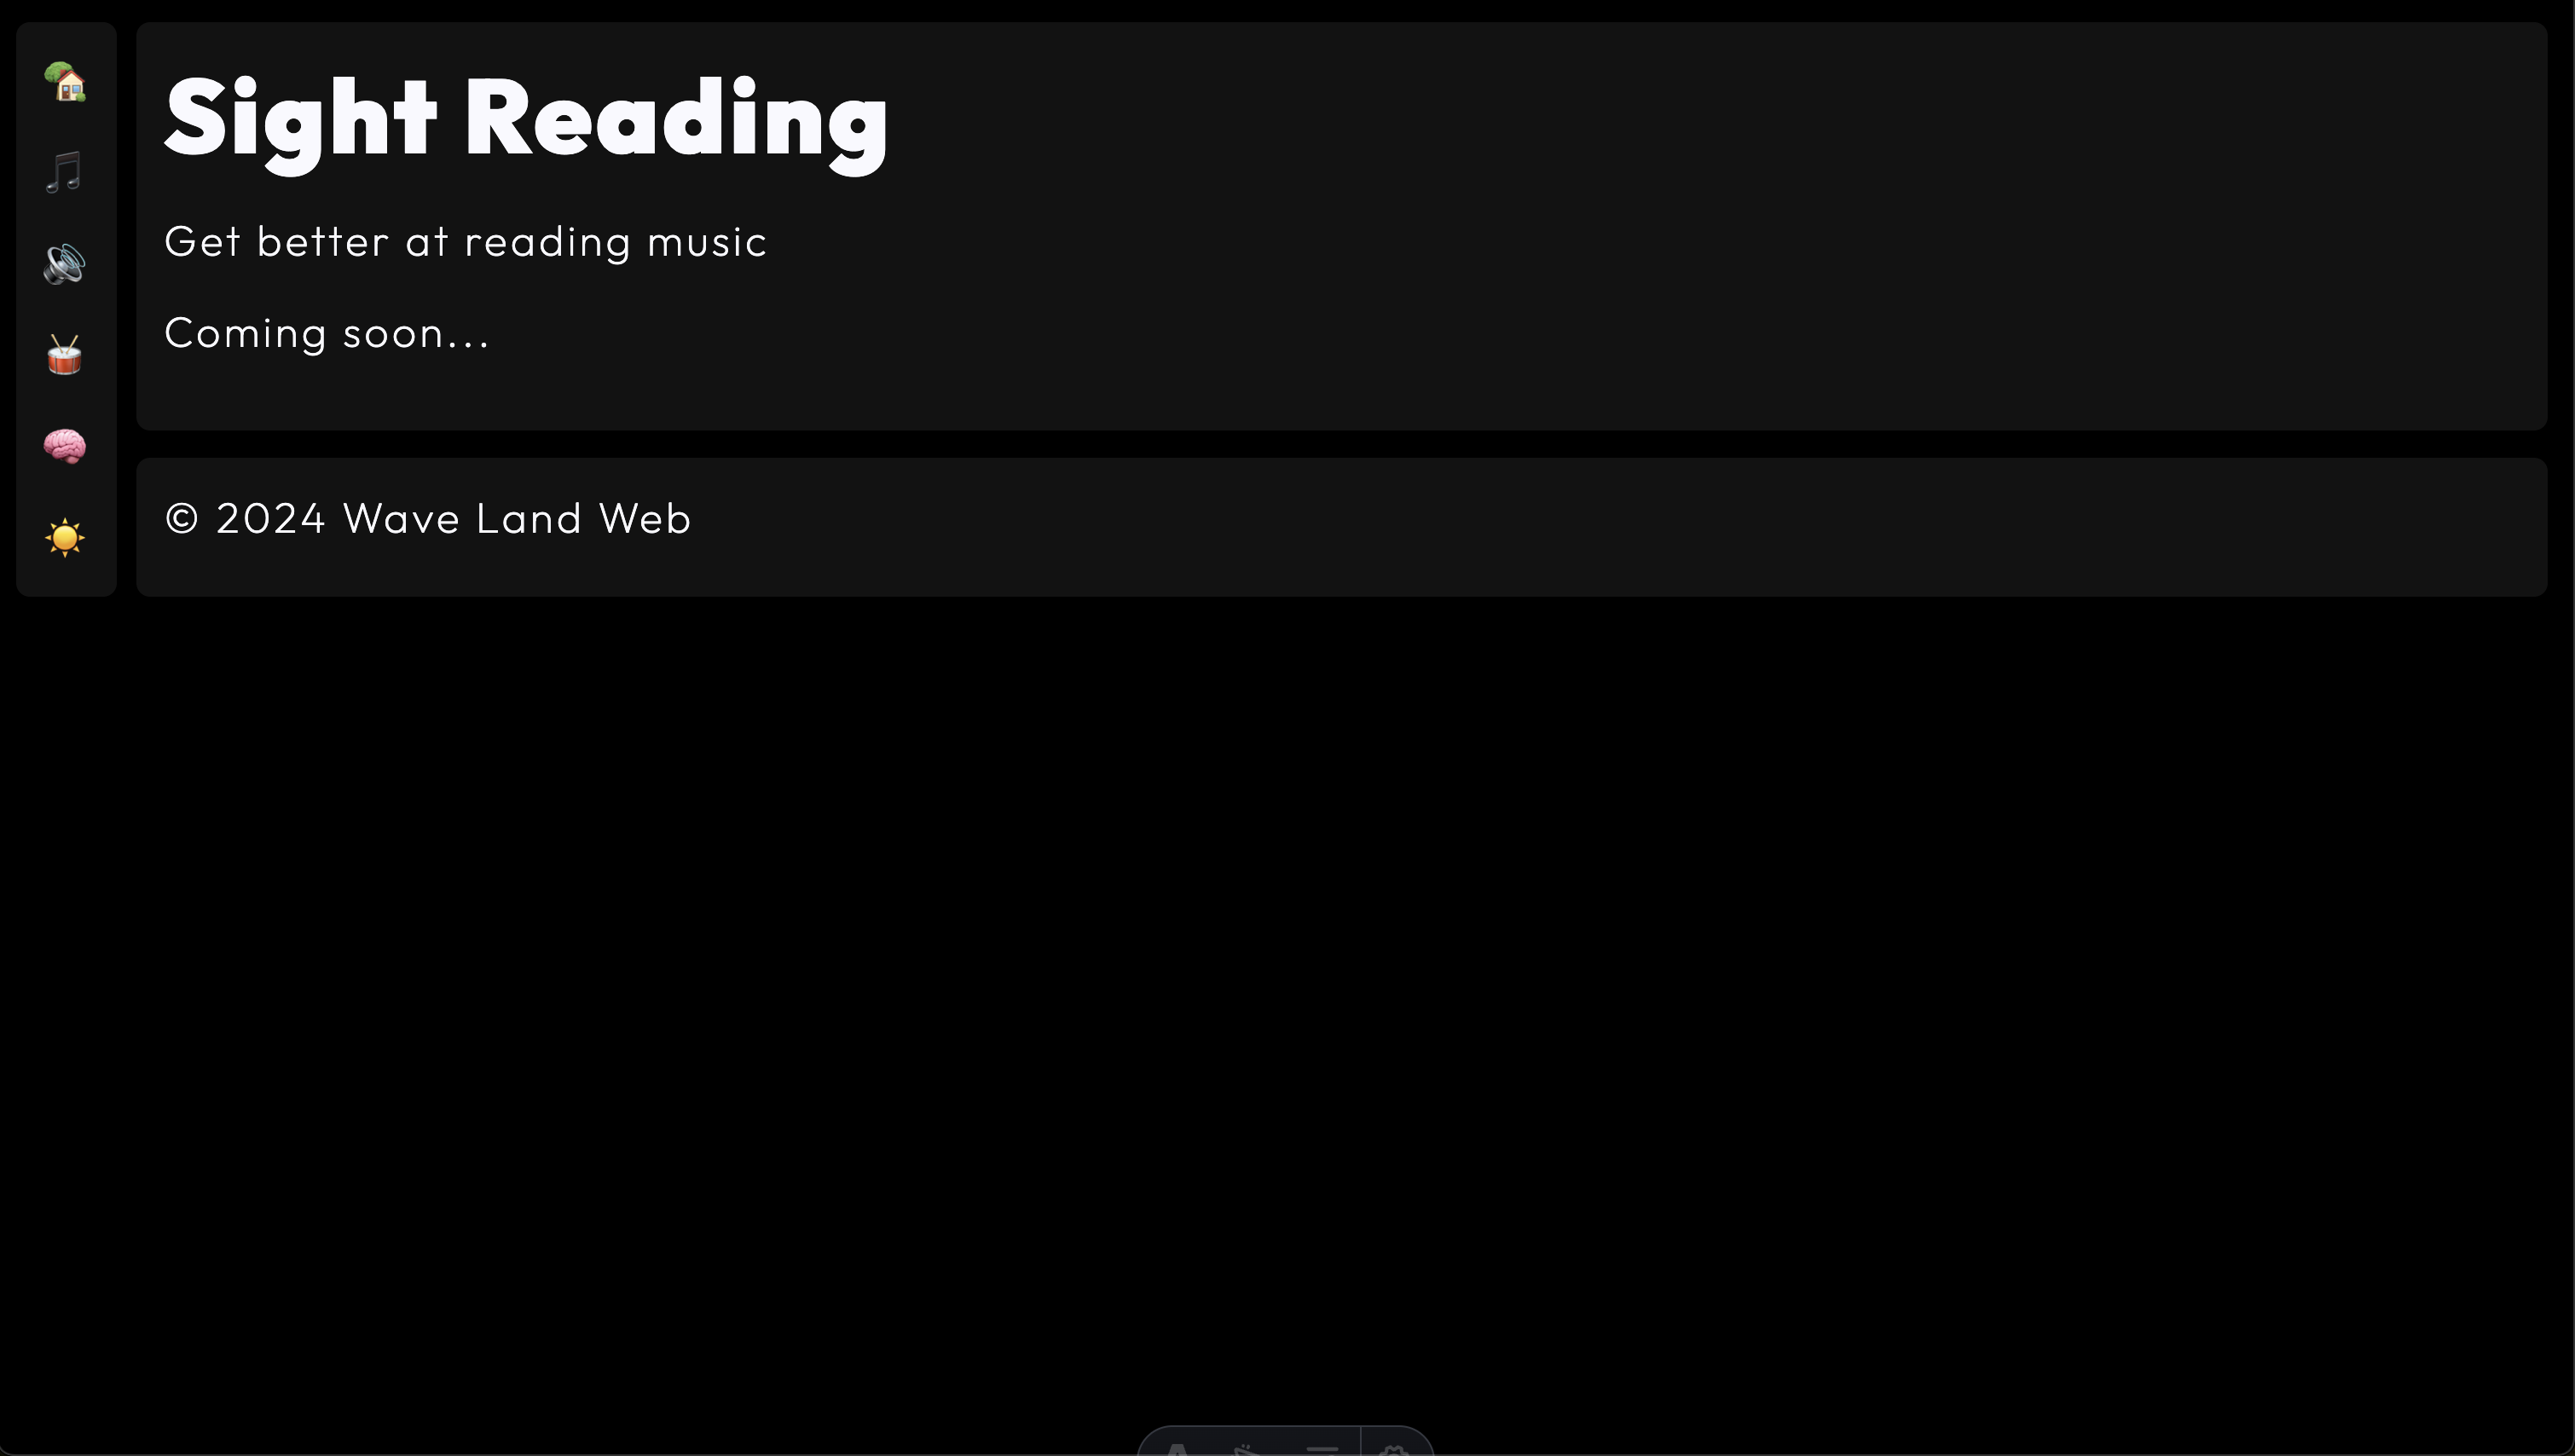 Sight Reading
Get better at reading music
Coming soon...
© 2024 Wave Land Web